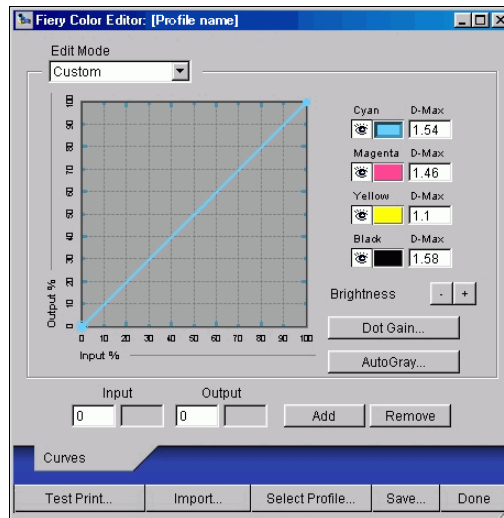 Fiery Color Editor: [Profile name]
Edit Mode
Custom
Output %
100
90
80
70
60
50
40
30
20
10
0
0 10 20 30 40 50 60 70 80 90 100
Input %
Cyan D-Max
1.54
Magenta D-Max
1.46
Yellow D-Max
1.1
Black D-Max
1.58
Brightness - +
Dot Gain...
AutoGray...
Input Output
0 0 Add Remove
Curves
Test Print... Import... Select Profile... Save... Done